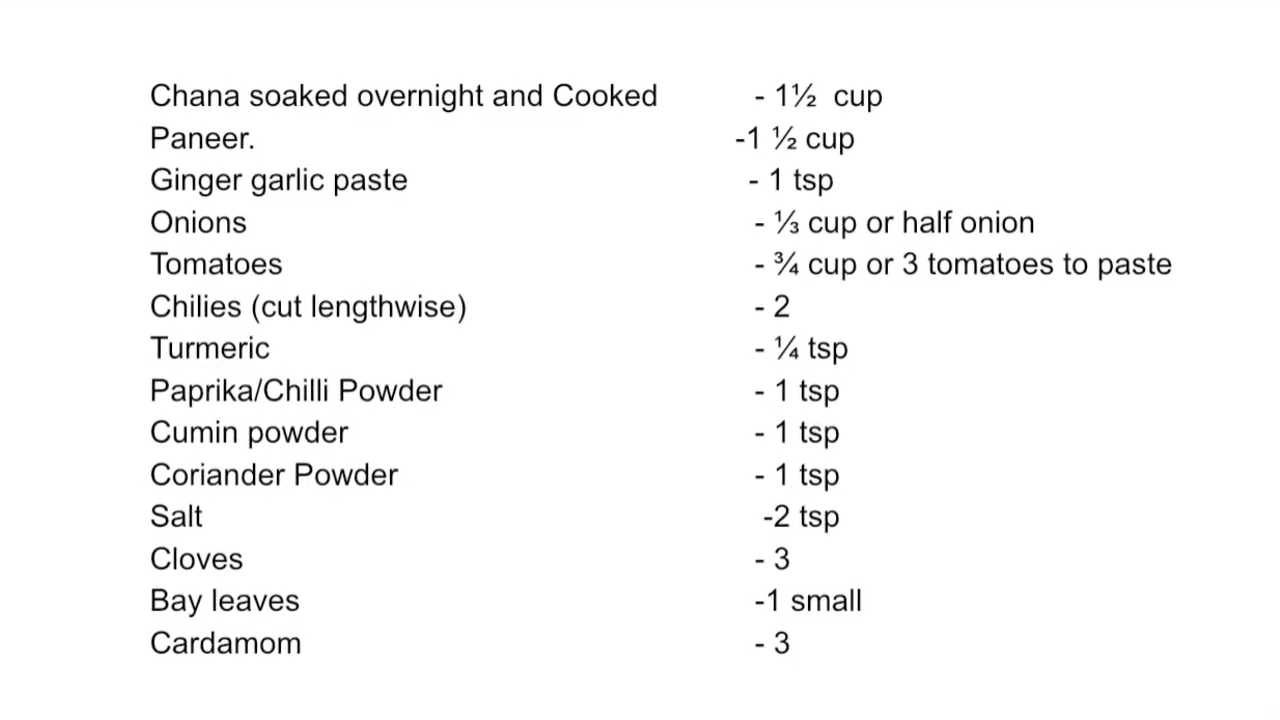 Chana soaked overnight and Cooked - 1½ cup
Paneer. -1 ½ cup
Ginger garlic paste - 1 tsp
Onions - ⅓ cup or half onion
Tomatoes - ¾ cup or 3 tomatoes to paste
Chilies (cut lengthwise) - 2
Turmeric - ¼ tsp
Paprika/Chilli Powder - 1 tsp
Cumin powder - 1 tsp
Coriander Powder - 1 tsp
Salt -2 tsp
Cloves - 3
Bay leaves -1 small
Cardamom - 3